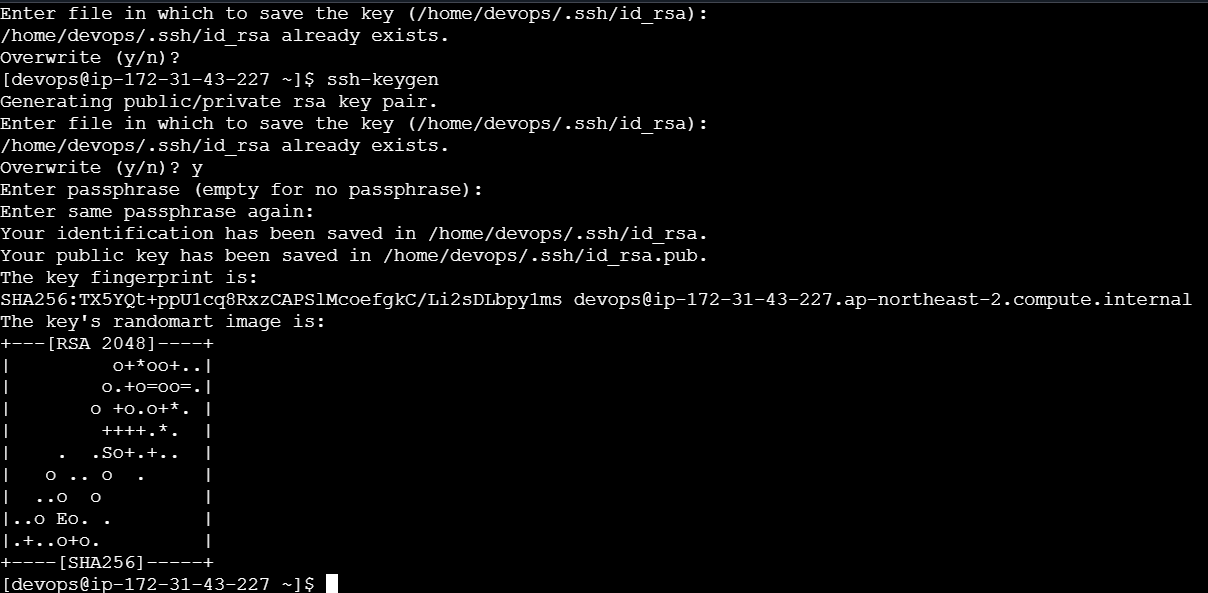 Enter file in which to save the key (/home/devops/.ssh/id_rsa):
/home/devops/.ssh/id_rsa already exists.
Overwrite (y/n)?
[devops@ip-172-31-43-227 ~]$ ssh-keygen
Generating public/private rsa key pair.
Enter file in which to save the key (/home/devops/.ssh/id_rsa):
/home/devops/.ssh/id_rsa already exists.
Overwrite (y/n)? y
Enter passphrase (empty for no passphrase):
Enter same passphrase again:
Your identification has been saved in /home/devops/.ssh/id_rsa.
Your public key has been saved in /home/devops/.ssh/id_rsa.pub.
The key fingerprint is:
SHA256:TX5YQt+ppU1cq8RxzCAPSlMcoefgkC/Li2sDLbpy1ms devops@ip-172-31-43-227.ap-northeast-2.compute.internal
The key's randomart image is:
+---[RSA 2048]----+
|         o+*oo+..|
|        o.+o=oo=.|
|       o +o.o+*. |
|        ++++.*.  |
|    .  .So+.+..  |
|   o .. o  .     |
|  ..o  o         |
|..o Eo. .        |
|.+..o+o.         |
+----[SHA256]-----+
[devops@ip-172-31-43-227 ~]$